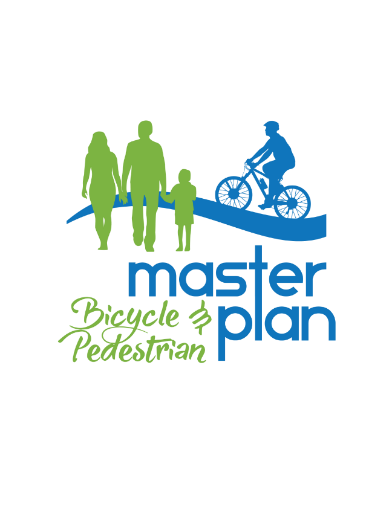 master
Bicycle &
Pedestrian
plan